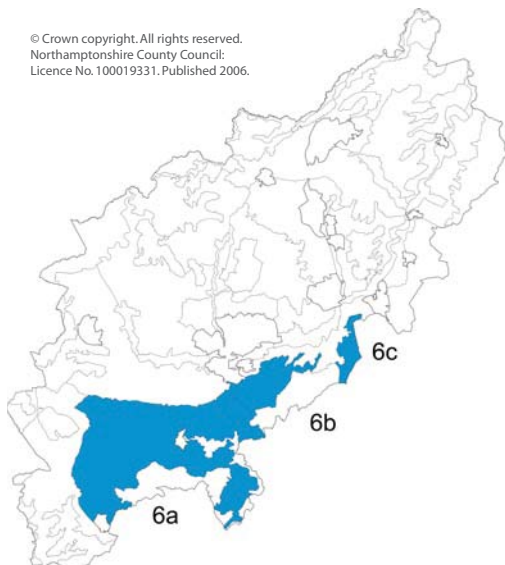 © Crown copyright. All rights reserved.
Northamptonshire County Council:
Licence No. 100019331. Published 2006.
6c
6b
6a